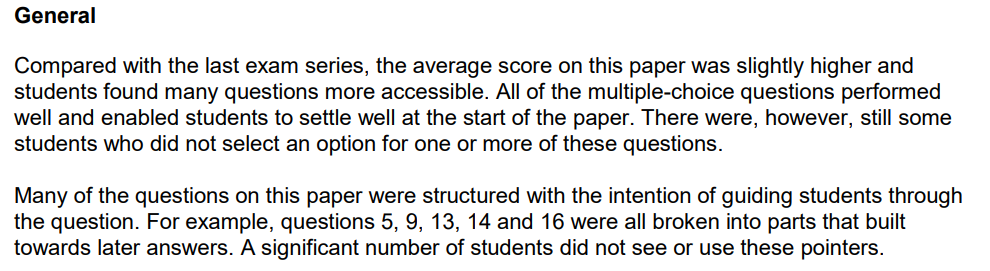 General
Compared with the last exam series, the average score on this paper was slightly higher and
students found many questions more accessible. All of the multiple-choice questions performed
well and enabled students to settle well at the start of the paper. There were, however, still some
students who did not select an option for one or more of these questions.
Many of the questions on this paper were structured with the intention of guiding students through
the question. For example, questions 5, 9, 13, 14 and 16 were all broken into parts that built
towards later answers. A significant number of students did not see or use these pointers.